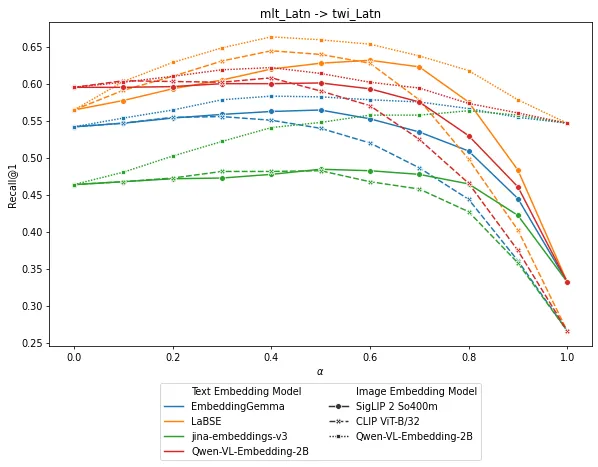 mlt_Latn -> twi_Latn
Recall@1
0.65
0.60
0.55
0.50
0.45
0.40
0.35
0.30
0.25
0.0
0.2
0.4
0.6
0.8
1.0
α
Text Embedding Model
EmbeddingGemma
LaBSE
jina-embeddings-v3
Qwen-VL-Embedding-2B
Image Embedding Model
SigLIP 2 So400m
CLIP ViT-B/32
Qwen-VL-Embedding-2B